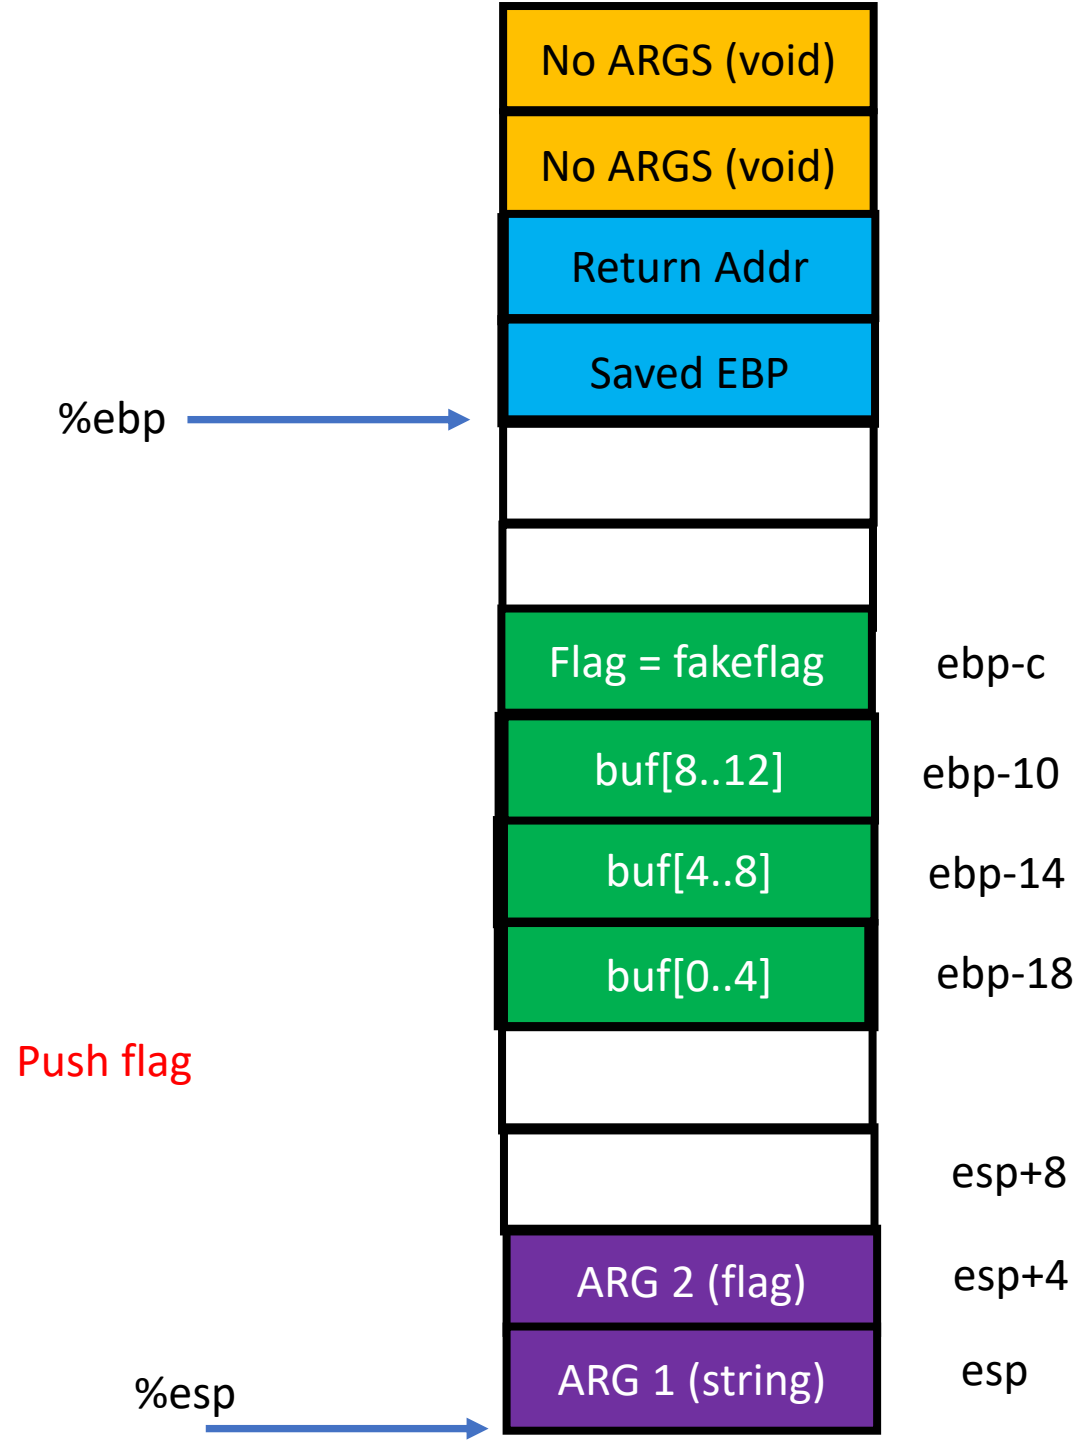 No ARGS (void)
No ARGS (void)
Return Addr
Saved EBP
%ebp
Flag = fakeflag
ebp-c
buf[8..12]
ebp-10
buf[4..8]
ebp-14
buf[0..4]
ebp-18
Push flag
esp+8
ARG 2 (flag)
esp+4
ARG 1 (string)
esp
%esp